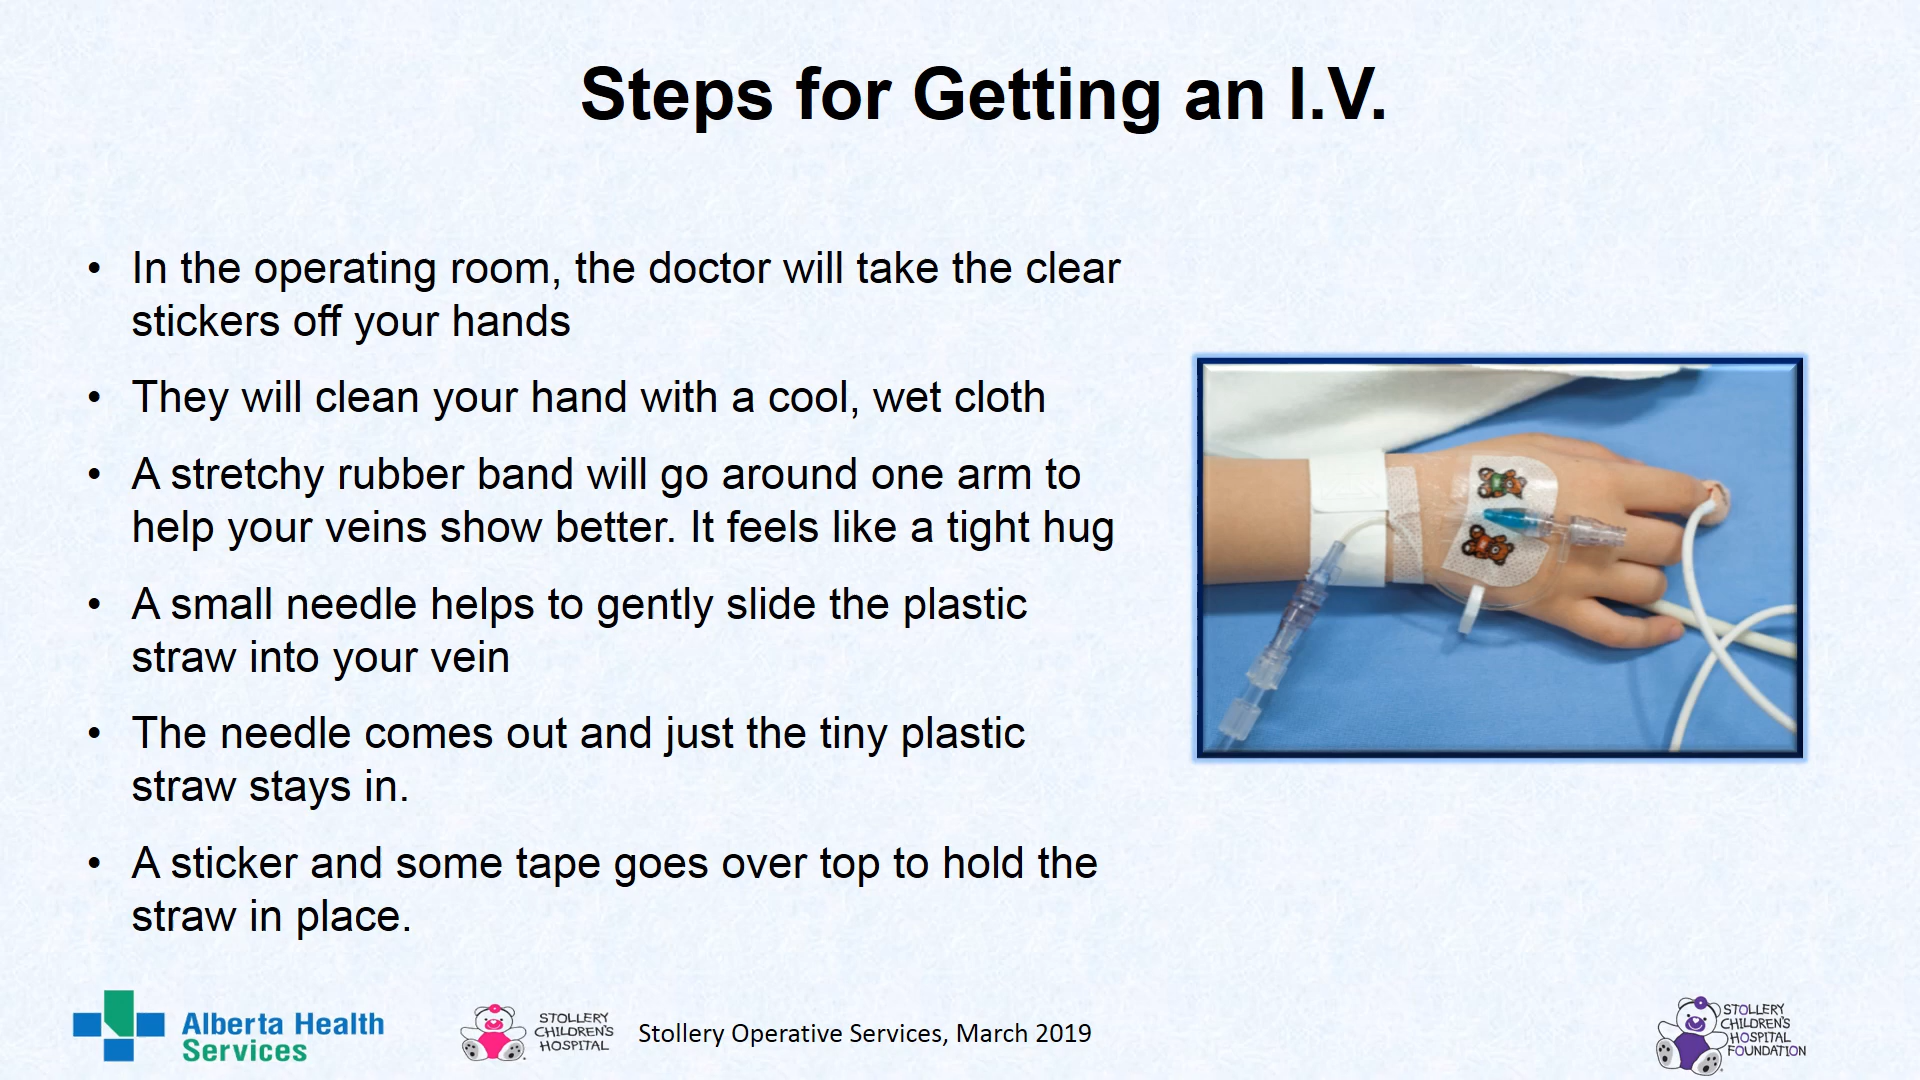 Steps for Getting an I.V.
• In the operating room, the doctor will take the clear
stickers off your hands
• They will clean your hand with a cool, wet cloth
• A stretchy rubber band will go around one arm to
help your veins show better. It feels like a tight hug
• A small needle helps to gently slide the plastic
straw into your vein
• The needle comes out and just the tiny plastic
straw stays in.
• A sticker and some tape goes over top to hold the
straw in place.
Alberta Health
Services
STOLLERY
CHILDREN'S
HOSPITAL
Stollery Operative Services, March 2019
STOLLERY
CHILDREN'S
HOSPITAL
FOUNDATION